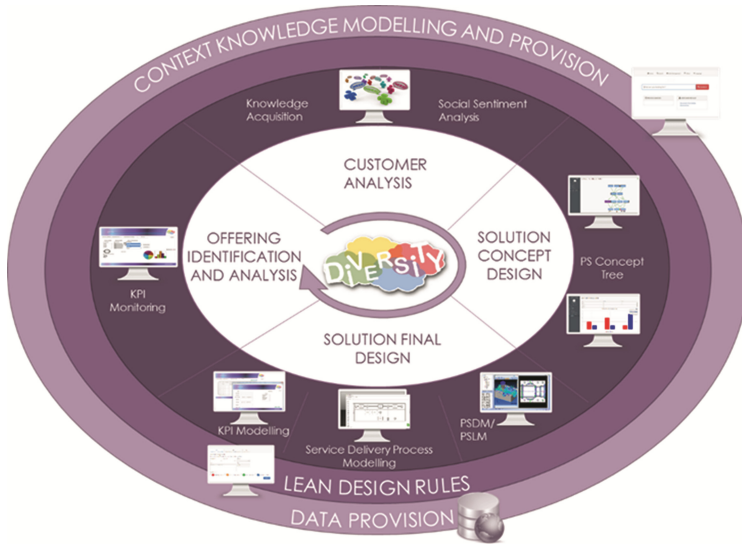 CONTEXT KNOWLEDGE MODELLING AND PROVISION
Knowledge
Acquisition
Social Sentiment
Analysis
CUSTOMER
ANALYSIS
OFFERING
IDENTIFICATION
AND ANALYSIS
DiVERSITY
SOLUTION
CONCEPT
DESIGN
PS Concept
Tree
KPI
Monitoring
SOLUTION FINAL
DESIGN
KPI Modelling
Service Delivery Process
Modelling
PSDM/
PSLM
LEAN DESIGN RULES
DATA PROVISION